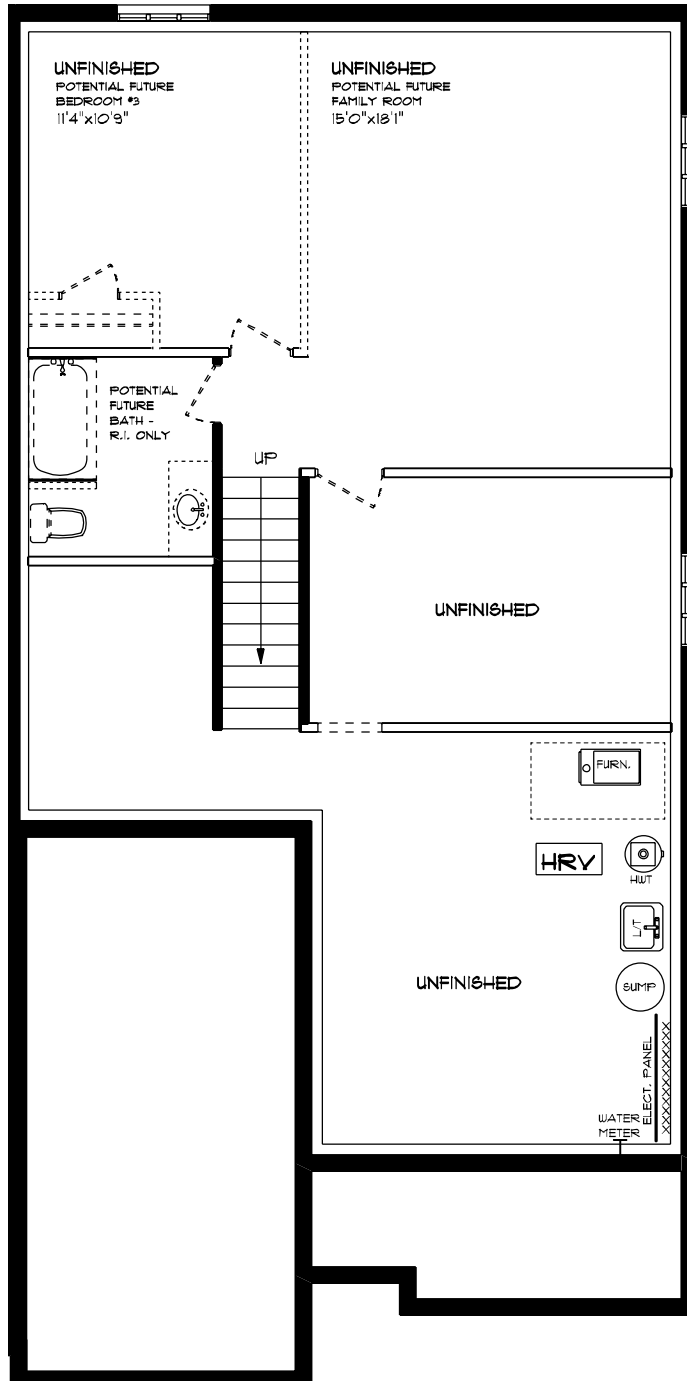 UNFINISHED
POTENTIAL FUTURE
BEDROOM #3
11'4"x10'9"
UNFINISHED
POTENTIAL FUTURE
FAMILY ROOM
15'0"x18'1"
POTENTIAL
FUTURE
BATH -
R.I. ONLY
UP
UNFINISHED
FURN.
HRV
HWT
L/T
UNFINISHED
SUMP
ELECT. PANEL
WATER
METER